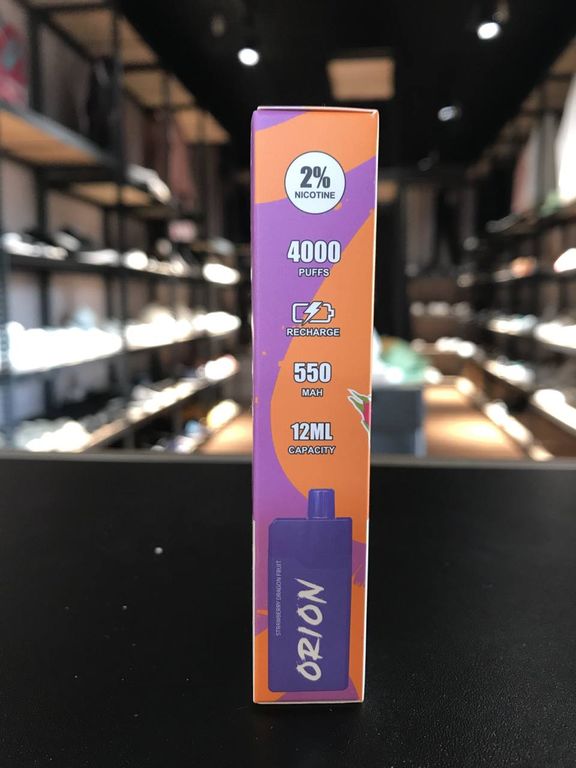 2%
NICOTINE
4000
PUFFS
RECHARGE
550
MAH
12ML
CAPACITY
STRAWBERRY DRAGON FRUIT
ORION